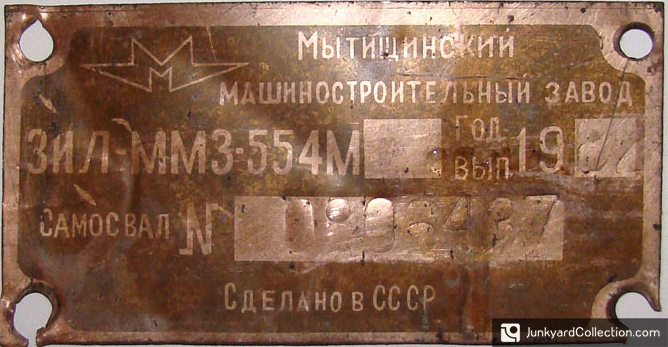 Мытищинский
машиностроительный завод
ЗИЛ-ММЗ-554М год вып. 19
Самосвал N
Сделано в СССР
JunkyardCollection.com